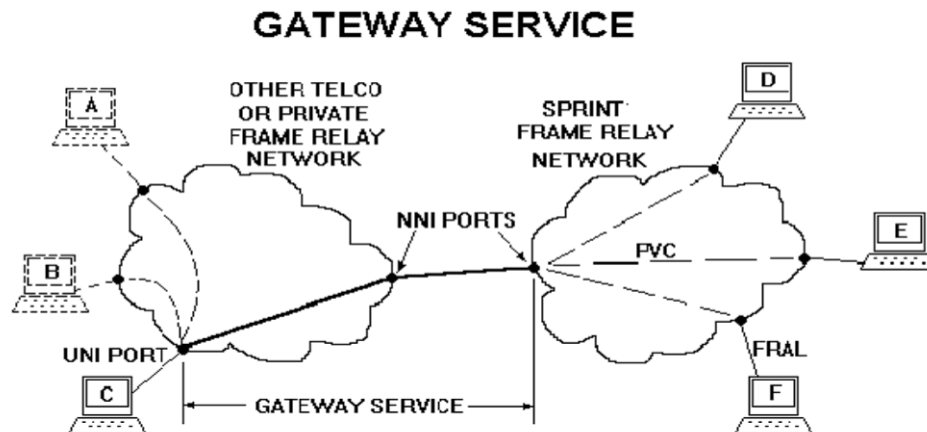 GATEWAY SERVICE
A
OTHER TELCO
OR PRIVATE
FRAME RELAY
NETWORK
SPRINT
FRAME RELAY
NETWORK
D
NNI PORTS
B
PVC
E
UNI PORT
FRAL
C
GATEWAY SERVICE
F